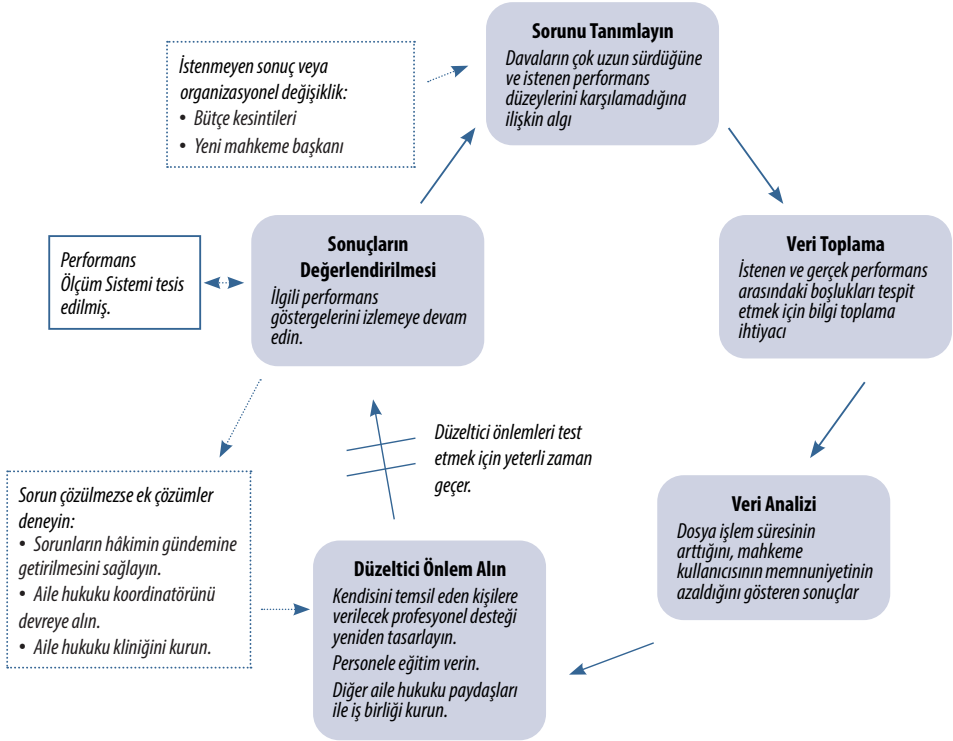 Sorunu Tanımlayın
Davaların çok uzun sürdüğüne
ve istenen performans
düzeylerini karşılamadığına
ilişkin algı
İstenmeyen sonuç veya
organizasyonel değişiklik:
• Bütçe kesintileri
• Yeni mahkeme başkanı
Veri Toplama
İstenen ve gerçek performans
arasındaki boşlukları tespit
etmek için bilgi toplama
ihtiyacı
Sonuçların
Değerlendirilmesi
İlgili performans
göstergelerini izlemeye devam
edin.
Performans
Ölçüm Sistemi tesis
edilmiş.
Düzeltici önlemleri test
etmek için yeterli zaman
geçer.
Veri Analizi
Dosya işlem süresinin
arttığını, mahkeme
kullanıcısının memnuniyetinin
azaldığını gösteren sonuçlar
Sorun çözülmezse ek çözümler
deneyin:
• Sorunların hâkimin gündemine
getirilmesini sağlayın.
• Aile hukuku koordinatörünü
devreye alın.
• Aile hukuku kliniğini kurun.
Düzeltici Önlem Alın
Kendisini temsil eden kişilere
verilecek profesyonel desteği
yeniden tasarlayın.
Personele eğitim verin.
Diğer aile hukuku paydaşları
ile iş birliği kurun.